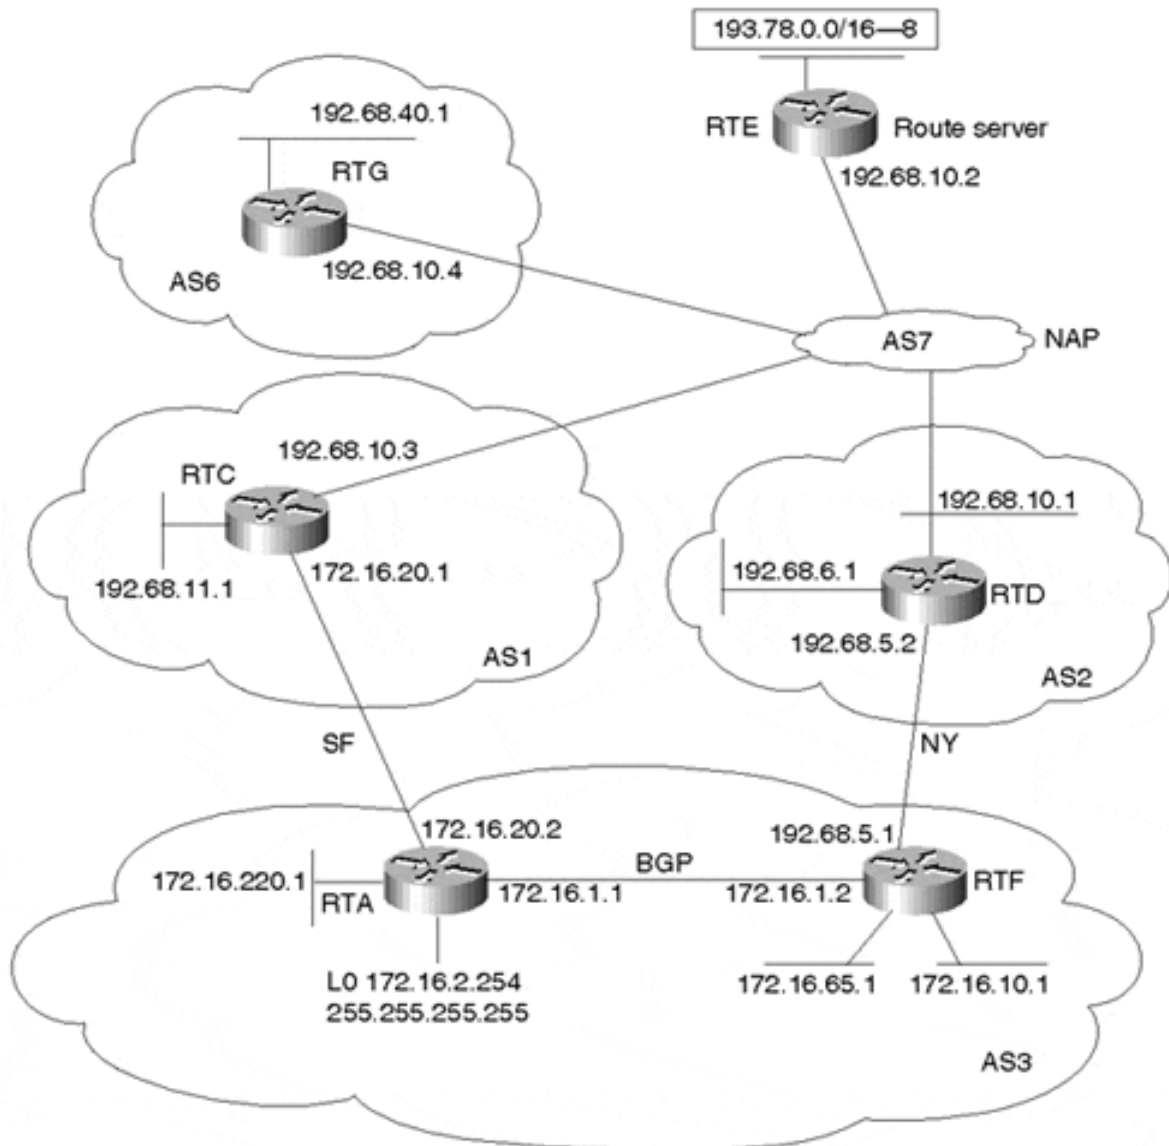 193.78.0.0/16—8
192.68.40.1
RTE
Route server
RTG
192.68.10.2
192.68.10.4
AS6
AS7
NAP
192.68.10.3
RTC
192.68.10.1
172.16.20.1
192.68.6.1
192.68.11.1
RTD
192.68.5.2
AS1
AS2
SF
NY
172.16.20.2
192.68.5.1
BGP
172.16.220.1
RTA
172.16.1.1
172.16.1.2
RTF
L0 172.16.2.254
255.255.255.255
172.16.65.1
172.16.10.1
AS3